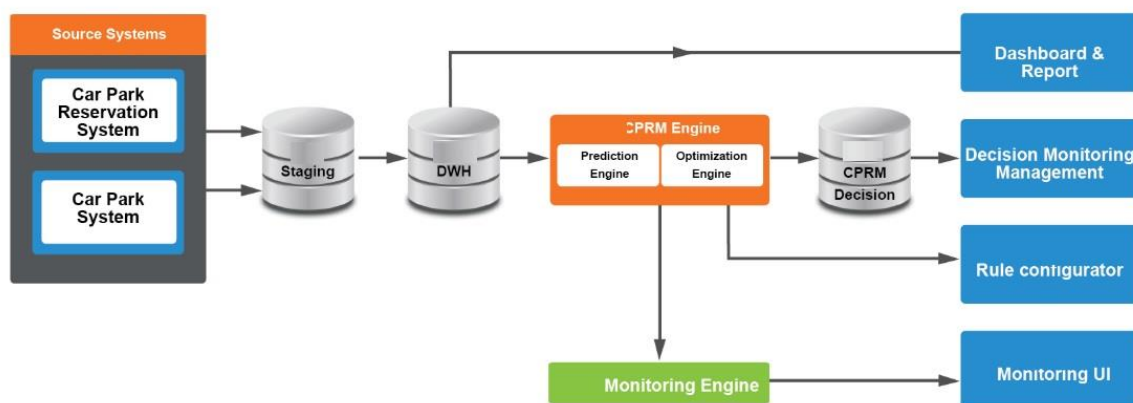 Source Systems
Car Park
Reservation
System
Car Park
System
Staging
DWH
CPRM Engine
Prediction
Engine
Optimization
Engine
CPRM
Decision
Dashboard &
Report
Decision Monitoring
Management
Rule configurator
Monitoring Engine
Monitoring UI